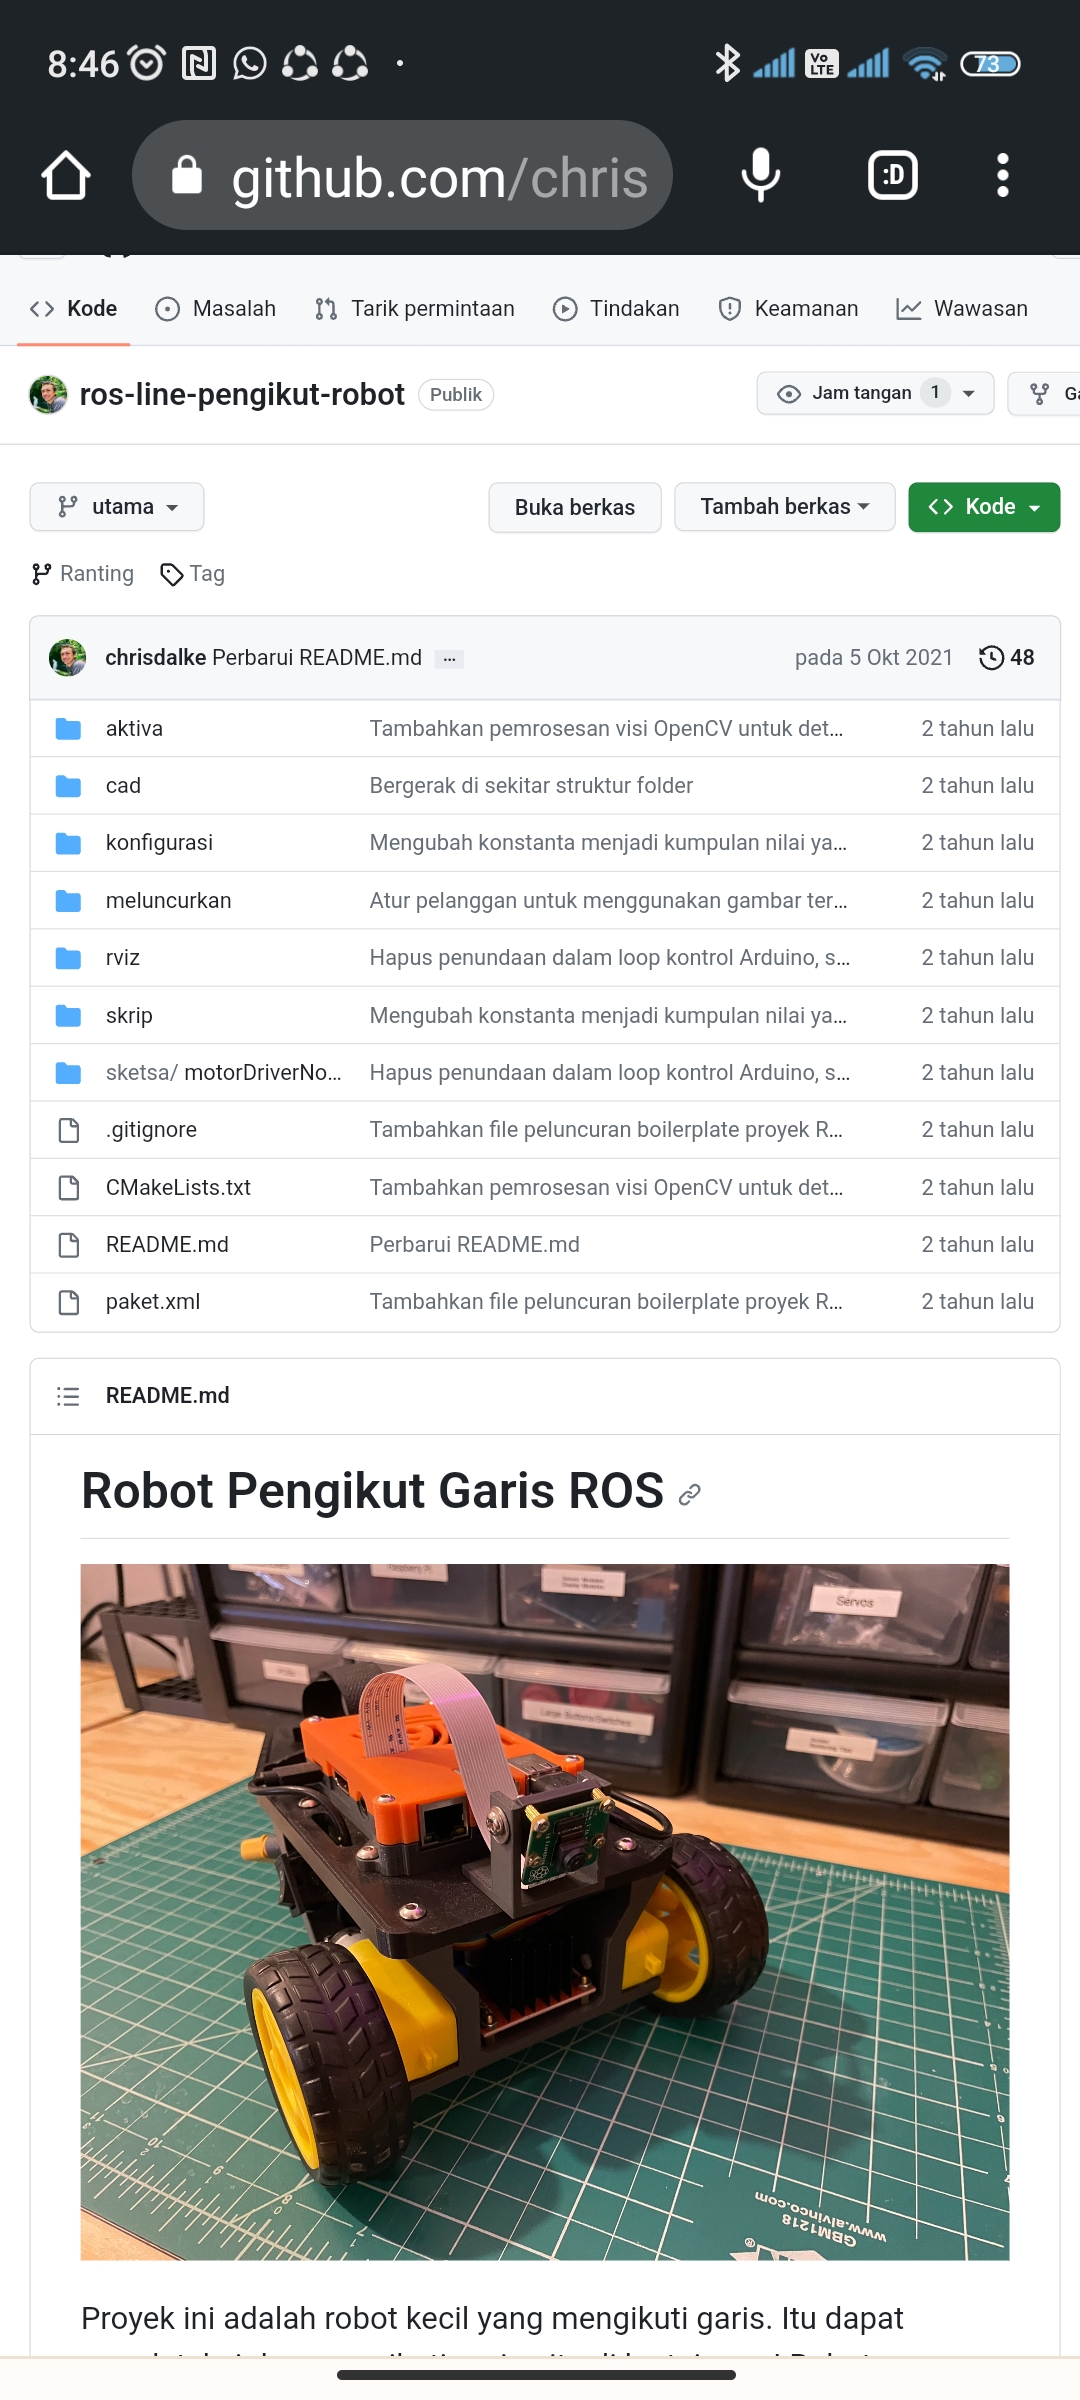 8:46
Vo LTE
73
github.com/chris
:D
Kode Masalah Tarik permintaan Tindakan Keamanan Wawasan
ros-line-pengikut-robot Publik Jam tangan 1
utama Buka berkas Tambah berkas Kode
Ranting Tag
chrisdalke Perbarui README.md ... pada 5 Okt 2021 48
aktiva Tambahkan pemrosesan visi OpenCV untuk det... 2 tahun lalu
cad Bergerak di sekitar struktur folder 2 tahun lalu
konfigurasi Mengubah konstanta menjadi kumpulan nilai ya... 2 tahun lalu
meluncurkan Atur pelanggan untuk menggunakan gambar ter... 2 tahun lalu
rviz Hapus penundaan dalam loop kontrol Arduino, s... 2 tahun lalu
skrip Mengubah konstanta menjadi kumpulan nilai ya... 2 tahun lalu
sketsa/ motorDriverNo... Hapus penundaan dalam loop kontrol Arduino, s... 2 tahun lalu
.gitignore Tambahkan file peluncuran boilerplate proyek R... 2 tahun lalu
CMakeLists.txt Tambahkan pemrosesan visi OpenCV untuk det... 2 tahun lalu
README.md Perbarui README.md 2 tahun lalu
paket.xml Tambahkan file peluncuran boilerplate proyek R... 2 tahun lalu
README.md
Robot Pengikut Garis ROS
Servos
Large Buttons/Switches
www.alvinco.com
GBM1218
Proyek ini adalah robot kecil yang mengikuti garis. Itu dapat